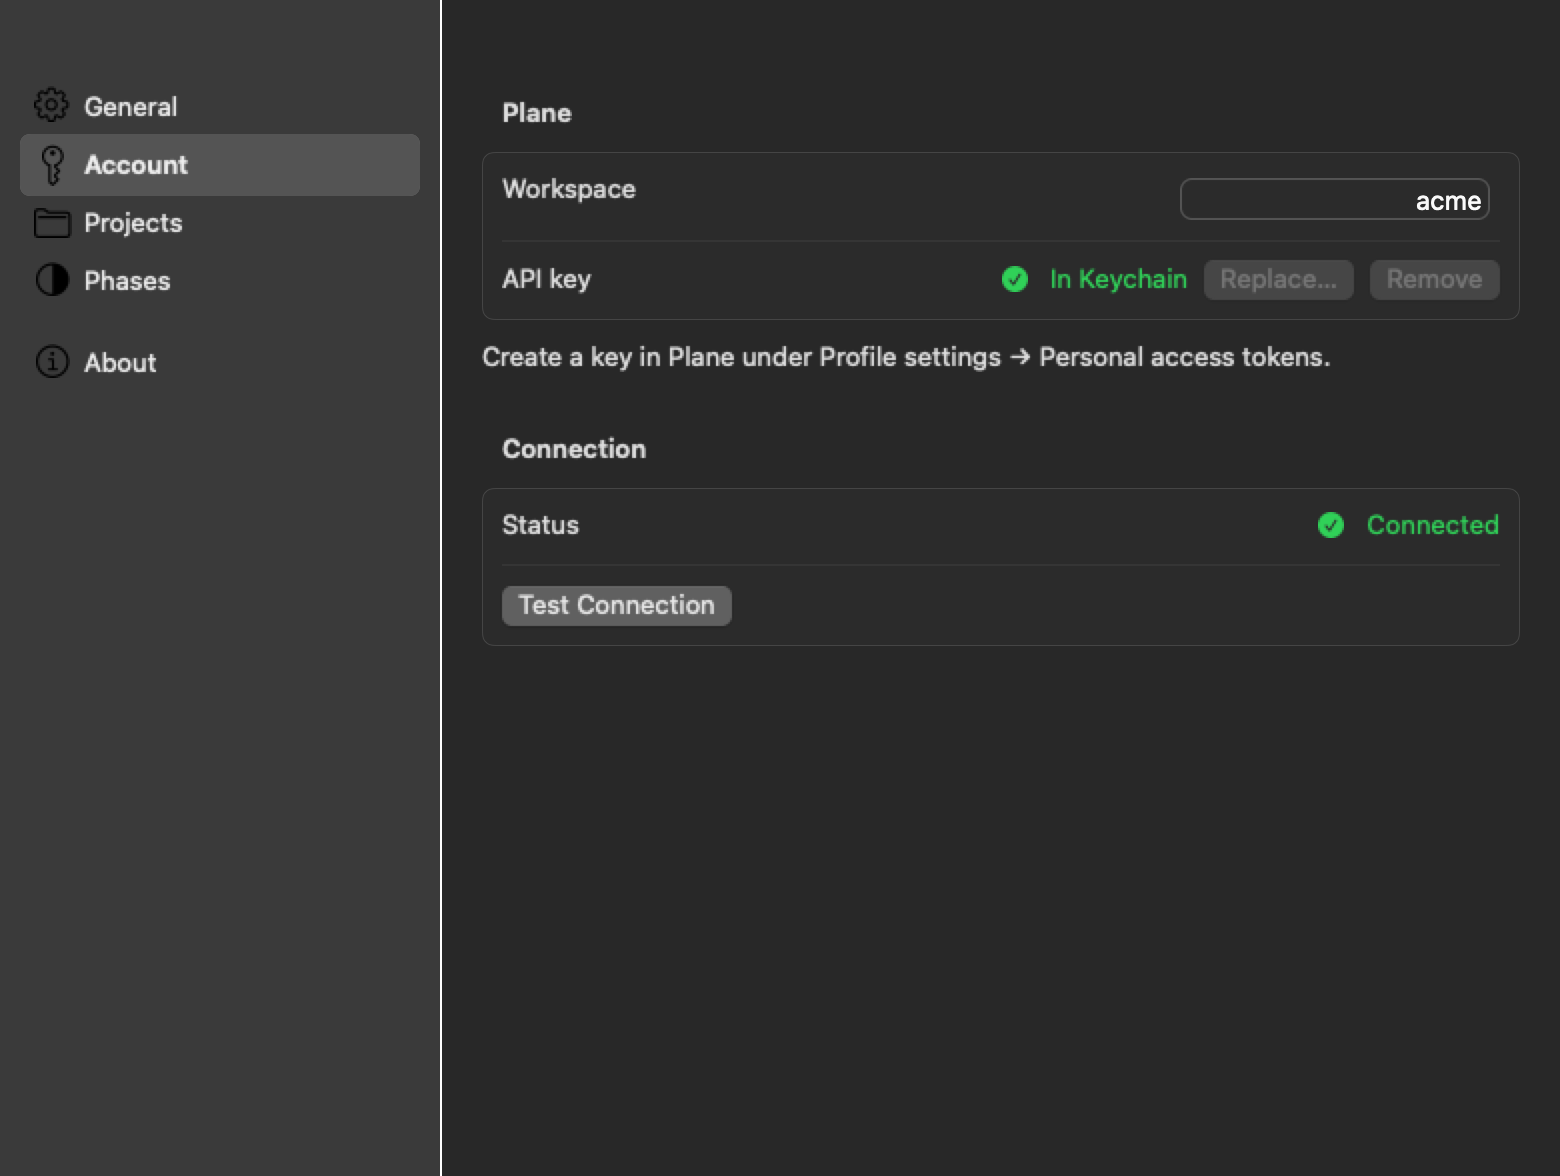 General
Account
Projects
Phases
About
Plane
Workspace acme
API key In Keychain Replace... Remove
Create a key in Plane under Profile settings → Personal access tokens.
Connection
Status Connected
Test Connection